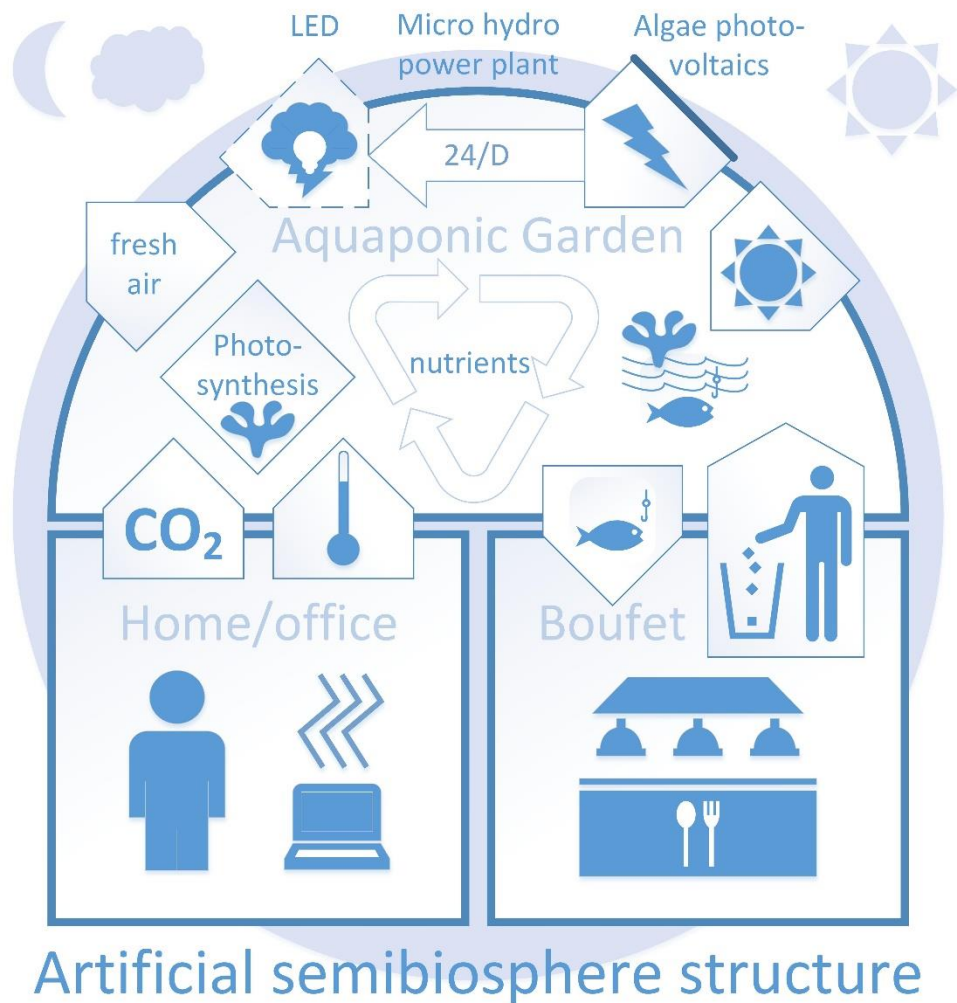 LED
Micro hydro
power plant
Algae photo-
voltaics
24/D
Aquaponic Garden
fresh
air
Photo-
synthesis
nutrients
CO₂
Home/office
Boufet
Artificial semibiosphere structure